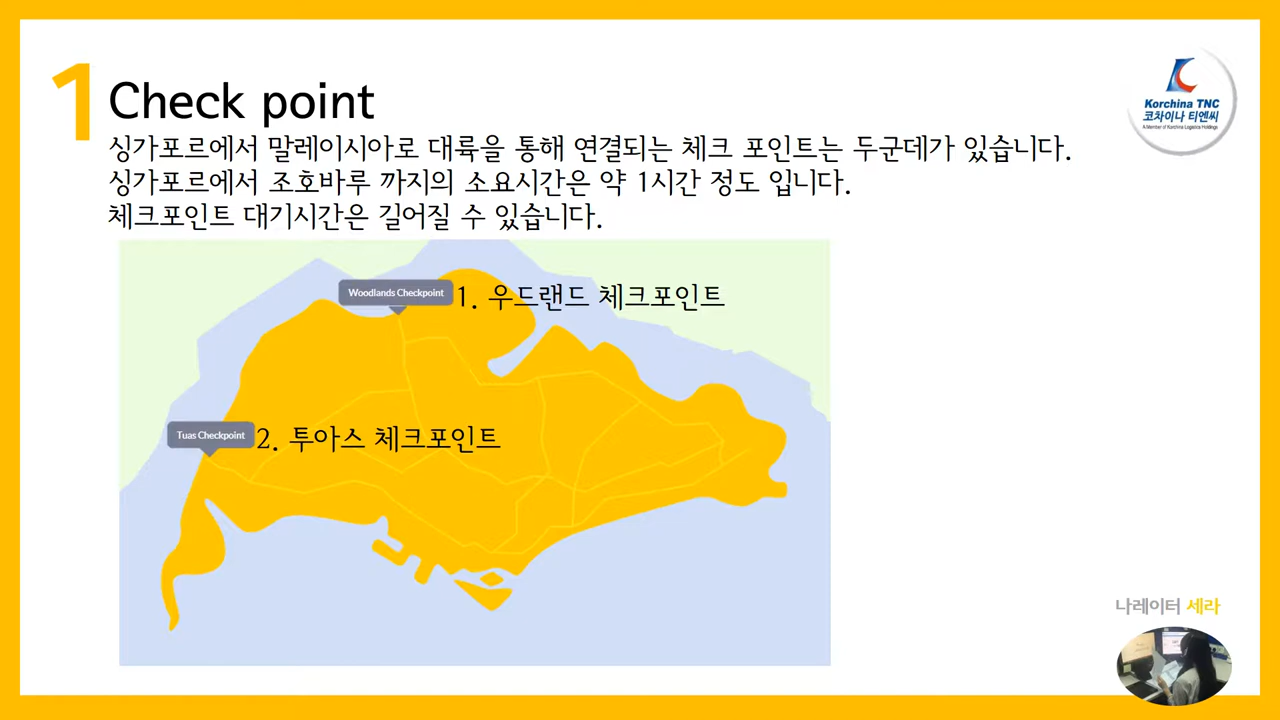 1
Check point
Korchina TNC
코차이나 티엔씨
A Member of Korchina Logistics Holdings
싱가포르에서 말레이시아로 대륙을 통해 연결되는 체크 포인트는 두군데가 있습니다.
싱가포르에서 조호바루 까지의 소요시간은 약 1시간 정도 입니다.
체크포인트 대기시간은 길어질 수 있습니다.
Woodlands Checkpoint
1. 우드랜드 체크포인트
Tuas Checkpoint
2. 투아스 체크포인트
나레이터 세라